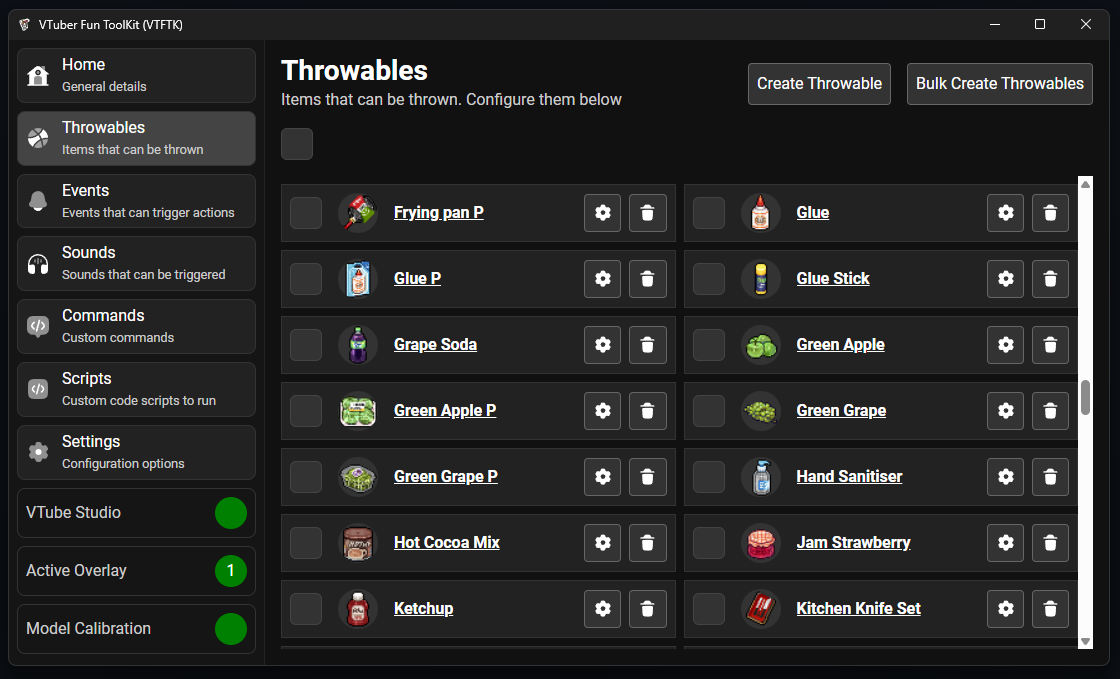 VTuber Fun ToolKit (VTFTK)
Home
General details
Throwables
Items that can be thrown
Events
Events that can trigger actions
Sounds
Sounds that can be triggered
Commands
Custom commands
Scripts
Custom code scripts to run
Settings
Configuration options
VTube Studio
Active Overlay 1
Model Calibration
Throwables
Items that can be thrown. Configure them below
Create Throwable
Bulk Create Throwables
Frying pan P
Glue
Glue P
Glue Stick
Grape Soda
Green Apple
Green Apple P
Green Grape
Green Grape P
Hand Sanitiser
Hot Cocoa Mix
Jam Strawberry
Ketchup
Kitchen Knife Set